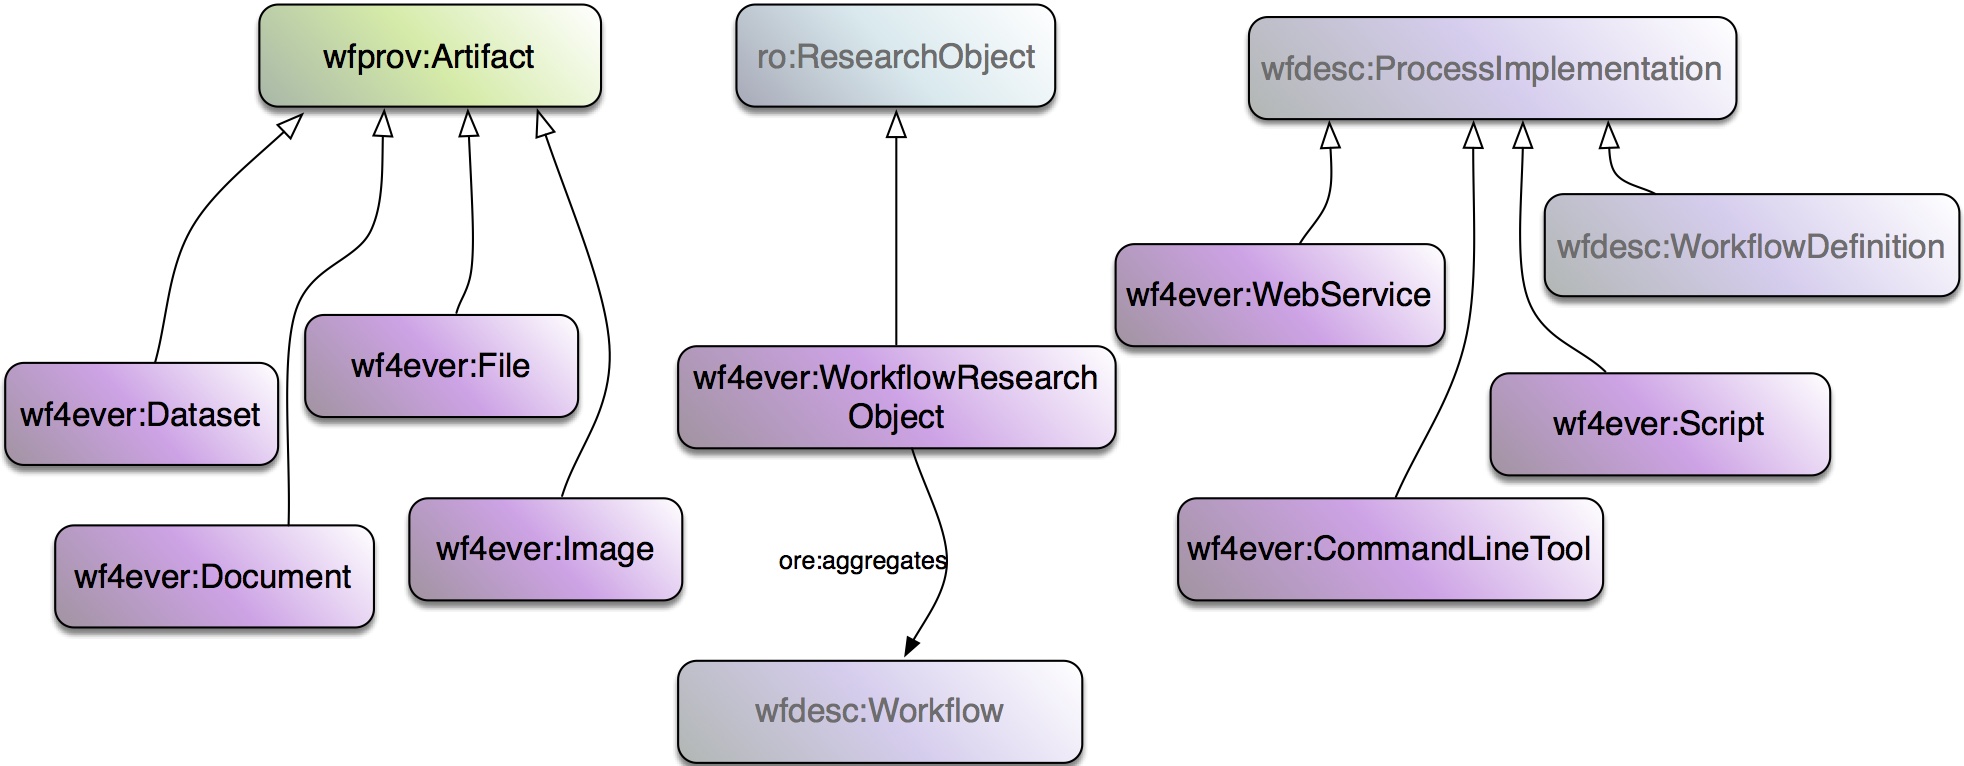 wfprov:Artifact
ro:ResearchObject
wfdesc:ProcessImplementation
wfdesc:WorkflowDefinition
wf4ever:WebService
wf4ever:File
wf4ever:WorkflowResearch
Object
wf4ever:Dataset
wf4ever:Script
wf4ever:Document
wf4ever:Image
ore:aggregates
wf4ever:CommandLineTool
wfdesc:Workflow